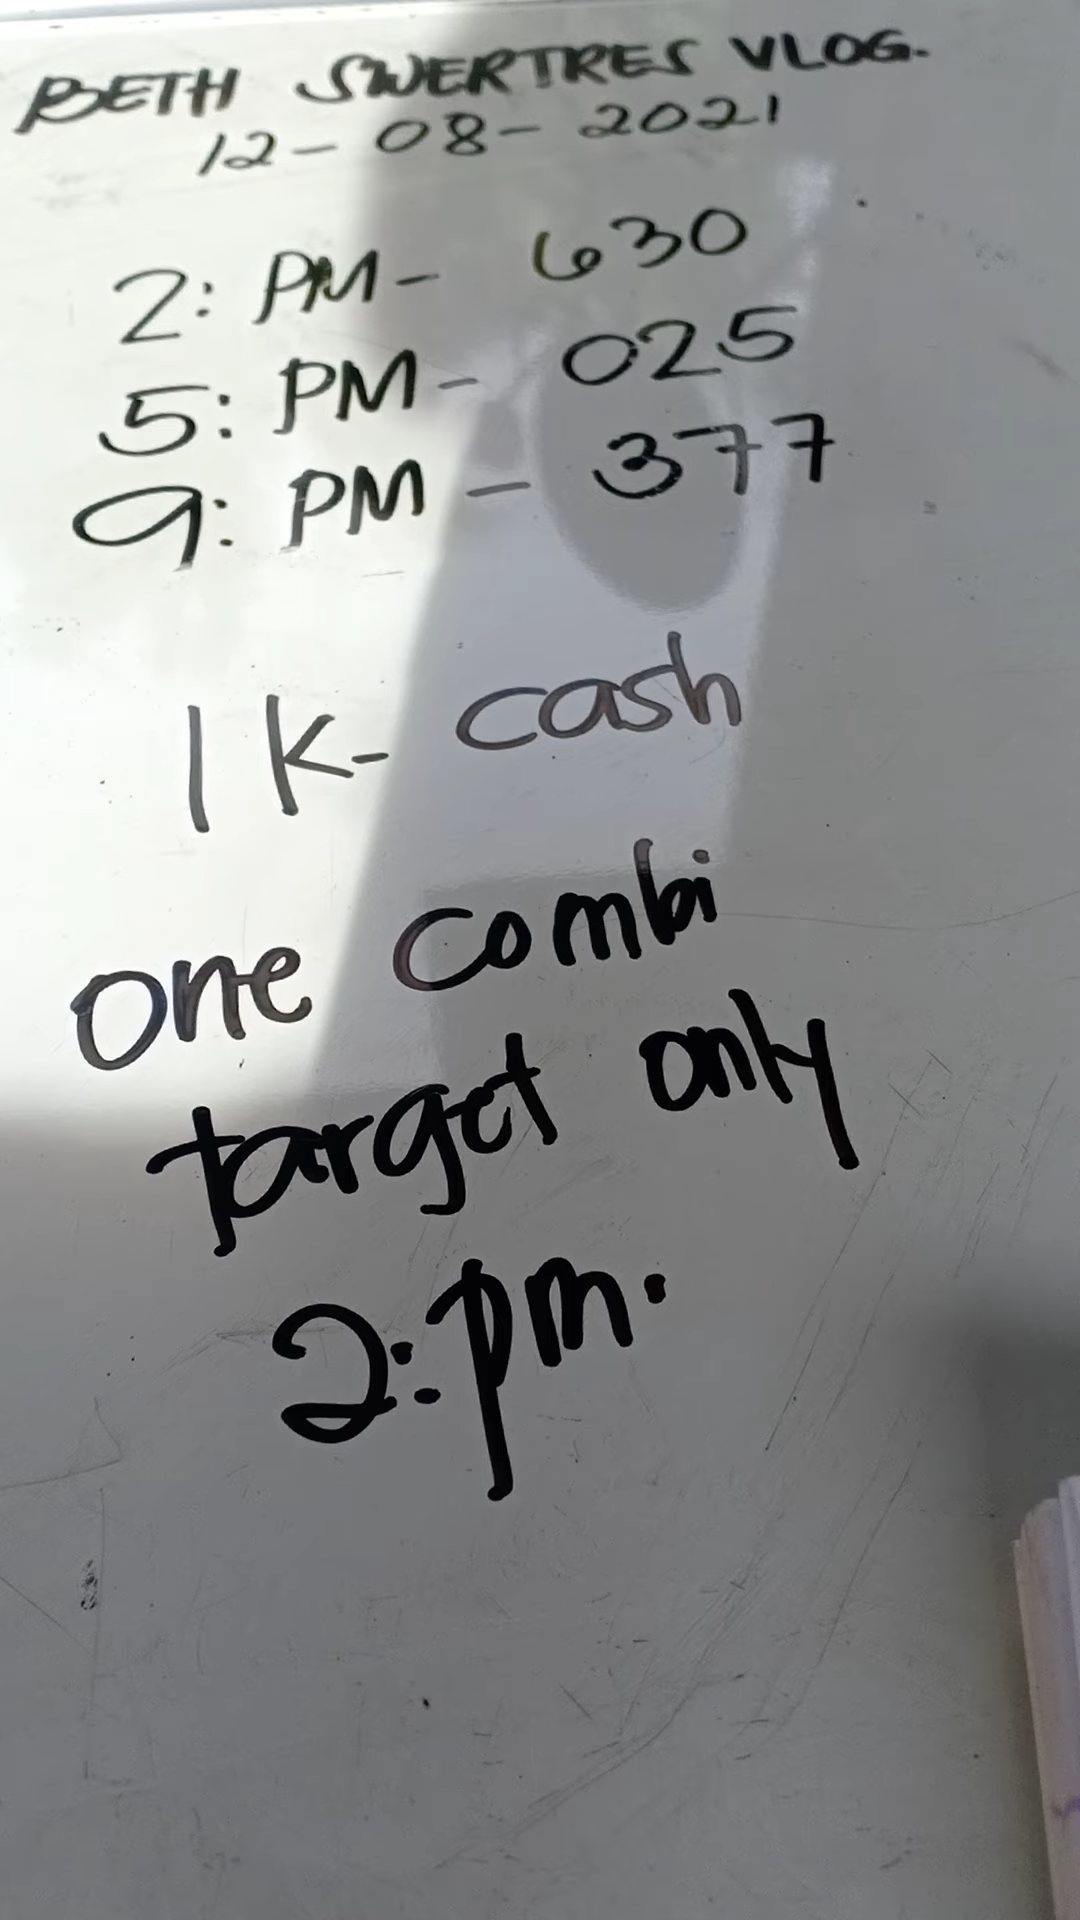 BETH SWERTRES VLOG.
12-08-2021
2: PM- 630
5: PM- 025
9: PM- 377
1K- cash
one combi
target only
2:pm.